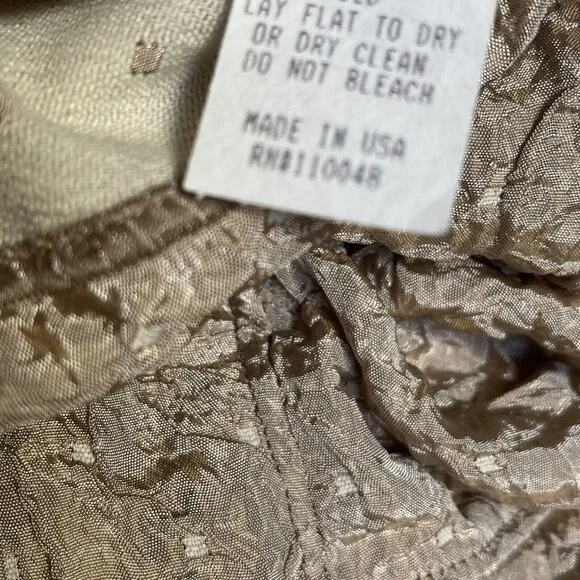 LAY FLAT TO DRY
OR DRY CLEAN
DO NOT BLEACH
MADE IN USA
RN#110048